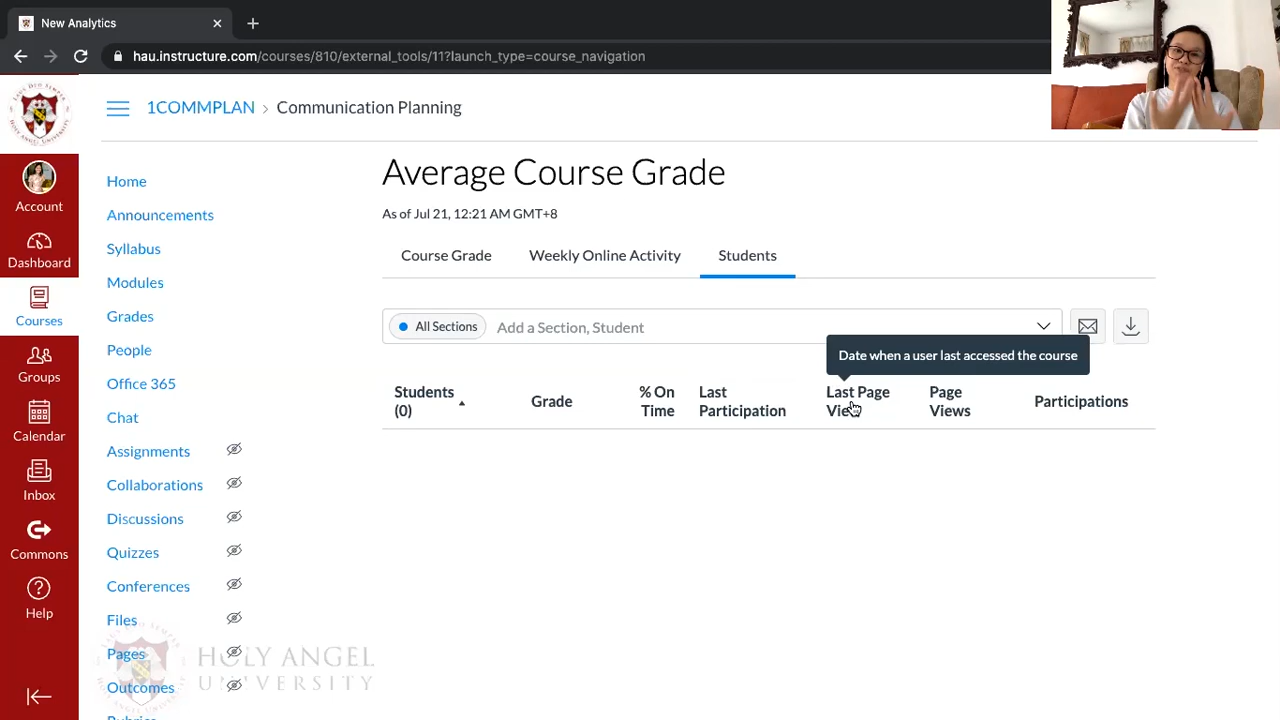 New Analytics
hau.instructure.com/courses/810/external_tools/11?launch_type=course_navigation
1COMMPLAN > Communication Planning
Account
Dashboard
Courses
Groups
Calendar
Inbox
Commons
Help
Home
Announcements
Syllabus
Modules
Grades
People
Office 365
Chat
Assignments
Collaborations
Discussions
Quizzes
Conferences
Files
Pages
Outcomes
Average Course Grade
As of Jul 21, 12:21 AM GMT+8
Course Grade Weekly Online Activity Students
All Sections Add a Section, Student
Date when a user last accessed the course
Students (0)
Grade
% On Time
Last Participation
Last Page View
Page Views
Participations
HOLY ANGEL
UNIVERSITY